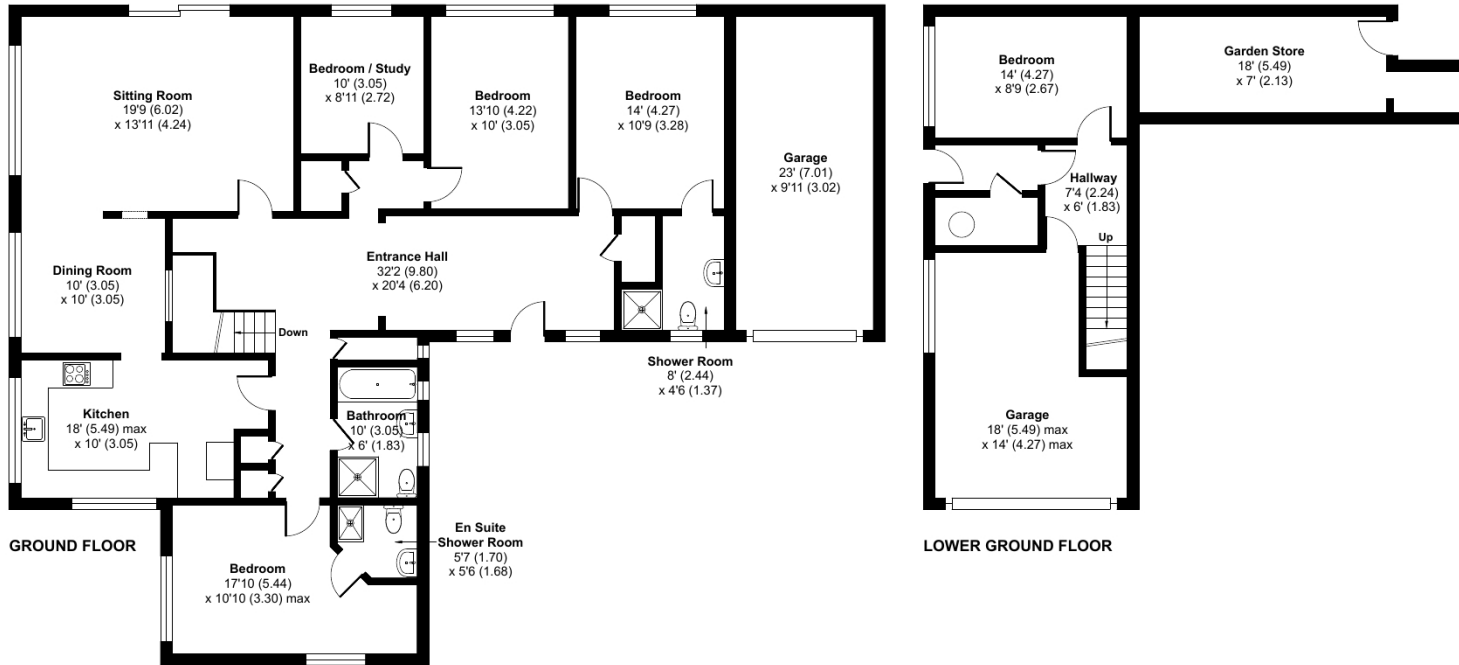 Sitting Room
19'9 (6.02)
x 13'11 (4.24)
Bedroom / Study
10' (3.05)
x 8'11 (2.72)
Bedroom
13'10 (4.22)
x 10' (3.05)
Bedroom
14' (4.27)
x 10'9 (3.28)
Garage
23' (7.01)
x 9'11 (3.02)
Dining Room
10' (3.05)
x 10' (3.05)
Entrance Hall
32'2 (9.80)
x 20'4 (6.20)
Down
Shower Room
8' (2.44)
x 4'6 (1.37)
Kitchen
18' (5.49) max
x 10' (3.05)
Bathroom
10' (3.05)
x 6' (1.83)
En Suite
Shower Room
5'7 (1.70)
x 5'6 (1.68)
Bedroom
17'10 (5.44)
x 10'10 (3.30) max
GROUND FLOOR
Bedroom
14' (4.27)
x 8'9 (2.67)
Garden Store
18' (5.49)
x 7' (2.13)
Hallway
7'4 (2.24)
x 6' (1.83)
Up
Garage
18' (5.49) max
x 14' (4.27) max
LOWER GROUND FLOOR